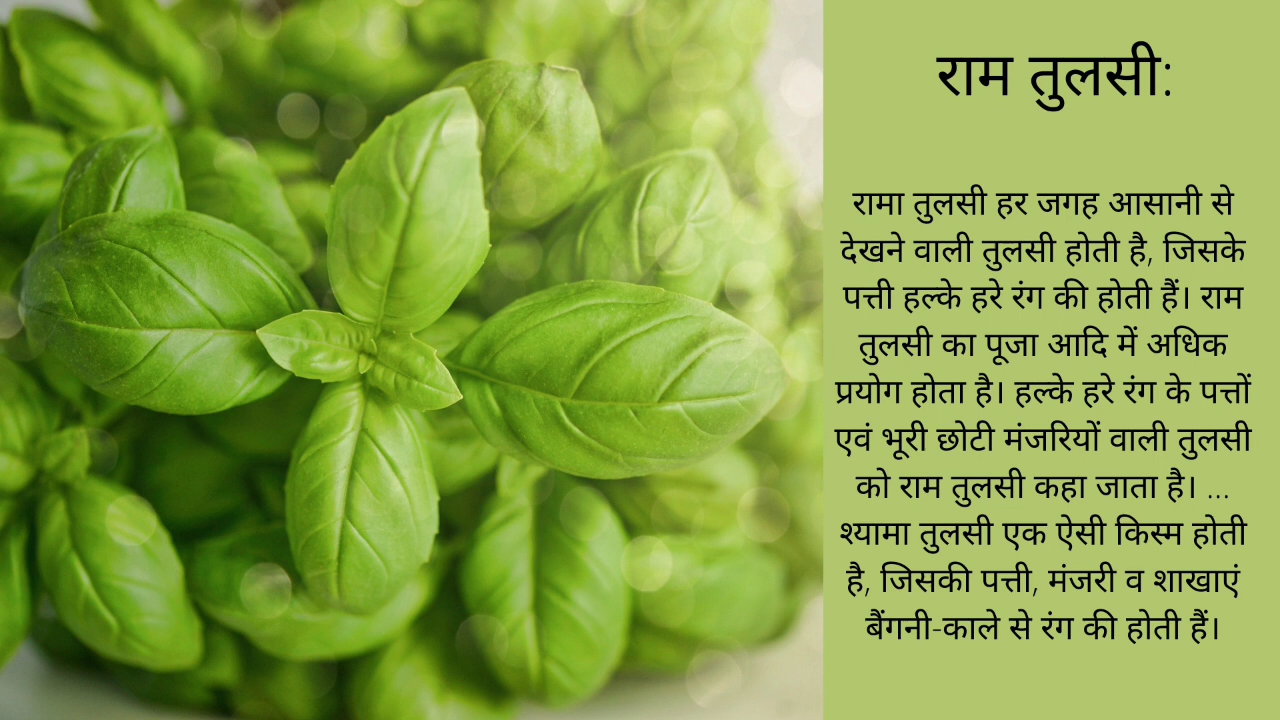 राम तुलसी:
रामा तुलसी हर जगह आसानी से
देखने वाली तुलसी होती है, जिसके
पत्ती हल्के हरे रंग की होती हैं। राम
तुलसी का पूजा आदि में अधिक
प्रयोग होता है। हल्के हरे रंग के पत्तों
एवं भूरी छोटी मंजरियों वाली तुलसी
को राम तुलसी कहा जाता है। ...
श्यामा तुलसी एक ऐसी किस्म होती
है, जिसकी पत्ती, मंजरी व शाखाएं
बैंगनी-काले से रंग की होती हैं।